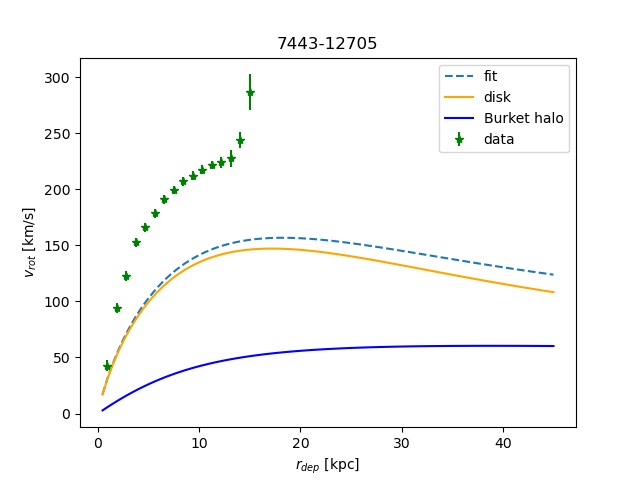 7443-12705
300
250
200
150
100
50
0
v_rot [km/s]
fit
disk
Burket halo
data
0 10 20 30 40
r_dep [kpc]